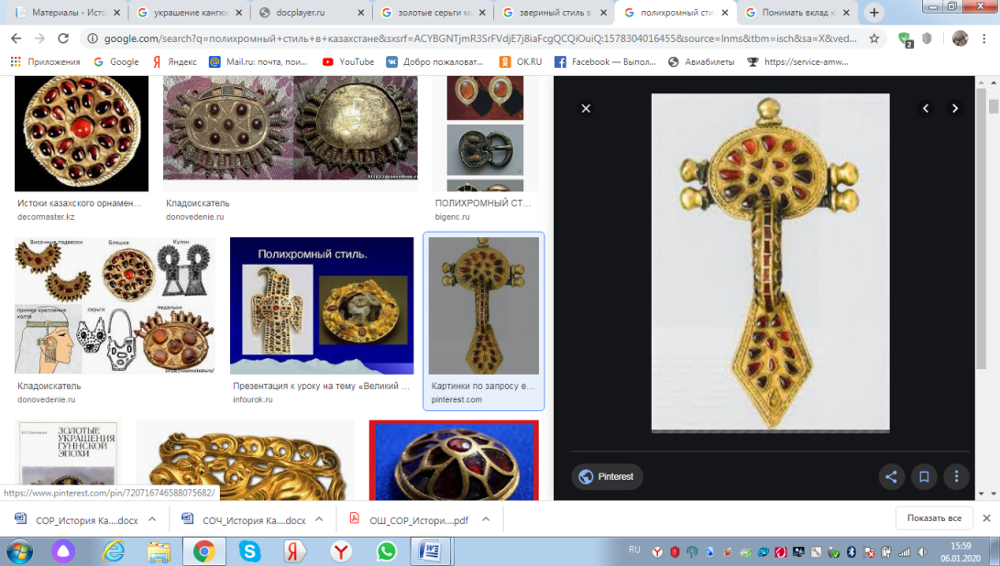 Материалы - Исто
украшение кангю
docplayer.ru
золотые серьги м
звериный стиль в
полихромный сти
Понимать вклад к
google.com/search?q=полихромный+стиль+в+казахстане&sxsrf=ACYBGNTjmR3SrFVdjE7j8iaFcgQCQiOuiQ:1578304016455&source=lnms&tbm=isch&sa=X&ved...
2
Приложения
Google
Яндекс
Mail.ru: почта, пои...
YouTube
Добро пожаловат...
OK.RU
Facebook — Выпол...
Авиабилеты
https://service-amw...
http://donovedenie.ru
Истоки казахского орнамен...
decormaster.kz
Кладоискатель
donovedenie.ru
ПОЛИХРОМНЫЙ СТ...
bigenc.ru
Височные подвески
Бляшка
Кулон
пример крепления
колта
серьги
медальон
Полихромный стиль.
Кладоискатель
donovedenie.ru
Презентация к уроку на тему «Великий ...
infourok.ru
Картинки по запросу е...
pinterest.com
ЗОЛОТЫЕ
УКРАШЕНИЯ
ГУННСКОЙ
ЭПОХИ
Pinterest
https://www.pinterest.com/pin/720716746588075682/
СОР_История Ка....docx
СОЧ_История Ка....docx
ОШ_СОР_Истори....pdf
Показать все
RU
15:59
06.01.2020